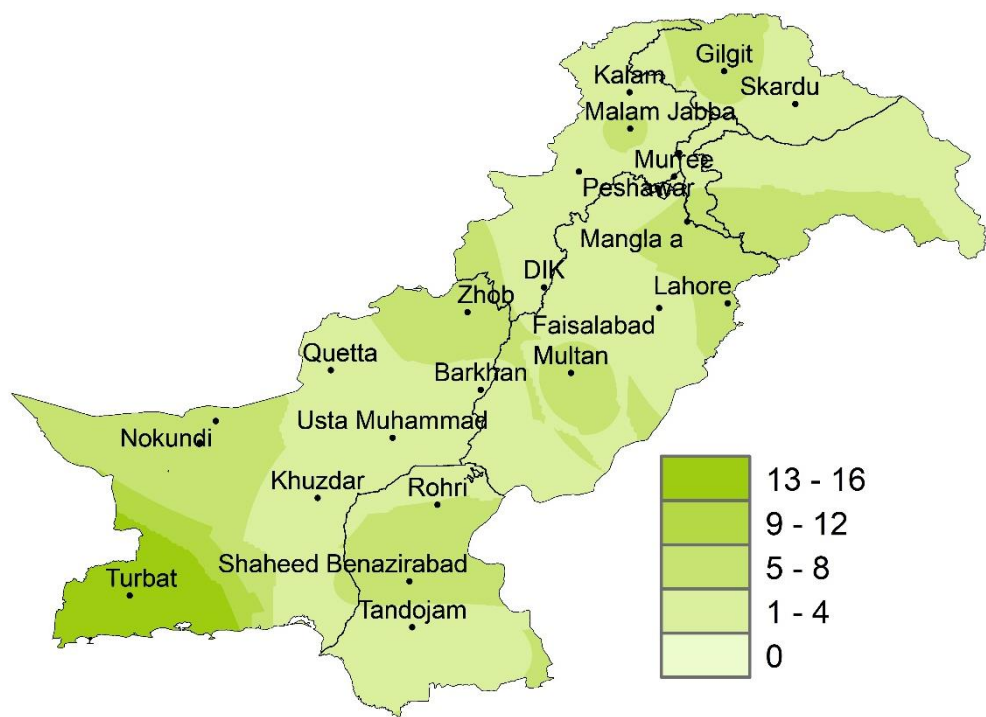 Gilgit
Kalam
Skardu
Malam Jabba
Murree
Peshawar
Mangla a
DIK
Zhob
Lahore
Faisalabad
Quetta
Multan
Barkhan
Usta Muhammad
Nokundi
Khuzdar
Rohri
Shaheed Benazirabad
Turbat
Tandojam
13 - 16
9 - 12
5 - 8
1 - 4
0